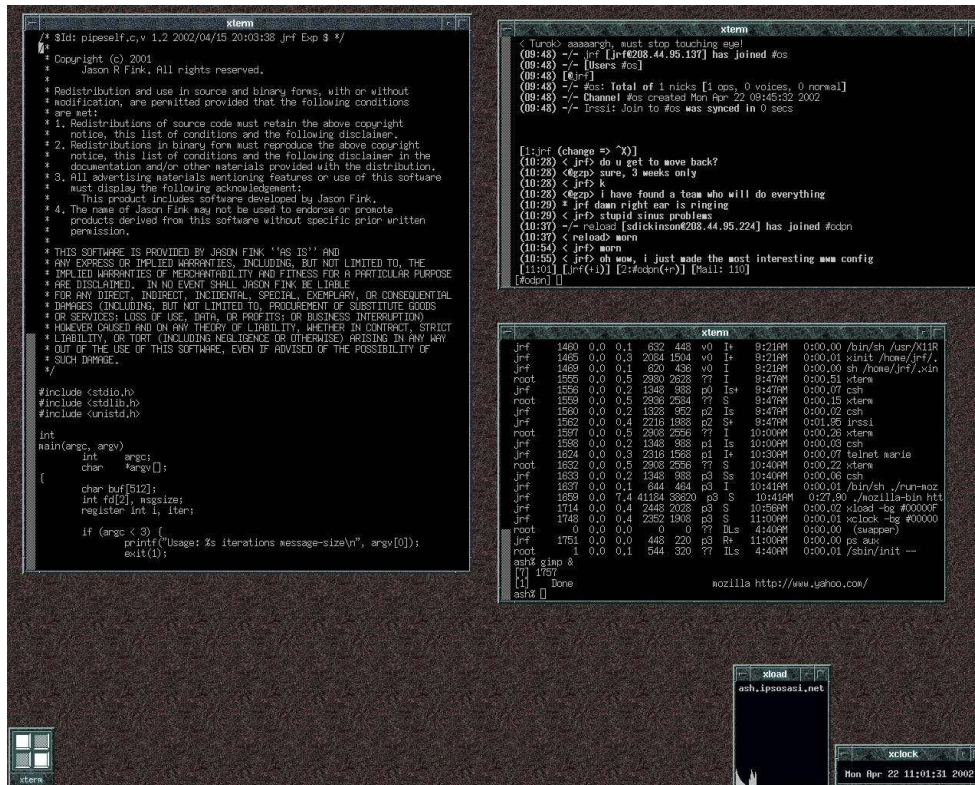 xterm
/* $Id: pipeself.c,v 1.2 2002/04/15 20:03:38 jrf Exp $ */
/*
 * Copyright (c) 2001
 *      Jason R Fink. All rights reserved.
 *
 * Redistribution and use in source and binary forms, with or without
 * modification, are permitted provided that the following conditions
 * are met:
 * 1. Redistributions of source code must retain the above copyright
 *    notice, this list of conditions and the following disclaimer.
 * 2. Redistributions in binary form must reproduce the above copyright
 *    notice, this list of conditions and the following disclaimer in the
 *    documentation and/or other materials provided with the distribution.
 * 3. All advertising materials mentioning features or use of this software
 *    must display the following acknowledgement:
 *      This product includes software developed by Jason Fink.
 * 4. The name of Jason Fink may not be used to endorse or promote
 *    products derived from this software without specific prior written
 *    permission.
 *
 * THIS SOFTWARE IS PROVIDED BY JASON FINK ''AS IS'' AND
 * ANY EXPRESS OR IMPLIED WARRANTIES, INCLUDING, BUT NOT LIMITED TO, THE
 * IMPLIED WARRANTIES OF MERCHANTABILITY AND FITNESS FOR A PARTICULAR PURPOSE
 * ARE DISCLAIMED.  IN NO EVENT SHALL JASON FINK BE LIABLE
 * FOR ANY DIRECT, INDIRECT, INCIDENTAL, SPECIAL, EXEMPLARY, OR CONSEQUENTIAL
 * DAMAGES (INCLUDING, BUT NOT LIMITED TO, PROCUREMENT OF SUBSTITUTE GOODS
 * OR SERVICES; LOSS OF USE, DATA, OR PROFITS; OR BUSINESS INTERRUPTION)
 * HOWEVER CAUSED AND ON ANY THEORY OF LIABILITY, WHETHER IN CONTRACT, STRICT
 * LIABILITY, OR TORT (INCLUDING NEGLIGENCE OR OTHERWISE) ARISING IN ANY WAY
 * OUT OF THE USE OF THIS SOFTWARE, EVEN IF ADVISED OF THE POSSIBILITY OF
 * SUCH DAMAGE.
 */
#include <stdio.h>
#include <stdlib.h>
#include <unistd.h>
int
main(argc, argv)
        int     argc;
        char    *argv[];
{
        char buf[512];
        int fd[2], msgsize;
        register int i, iter;
        if (argc < 3) {
                printf("Usage: %s iterations message-size\n", argv[0]);
                exit(1);
xterm
< Turok> aaaaargh, must stop touching eye!
(09:48) -/- jrf [jrf@208.44.95.137] has joined #os
(09:48) -/- [Users #os]
(09:48) [@jrf]
(09:48) -/- #os: Total of 1 nicks [1 ops, 0 voices, 0 normal]
(09:48) -/- Channel #os created Mon Apr 22 09:45:32 2002
(09:48) -/- Irssi: Join to #os was synced in 0 secs
[1:jrf (change => ^X)]
(10:28) < jrf> do u get to move back?
(10:28) <@gzp> sure, 3 weeks only
(10:28) < jrf> k
(10:28) <@gzp> i have found a team who will do everything
(10:29) * jrf damn right ear is ringing
(10:29) < jrf> stupid sinus problems
(10:37) -/- reload [sdickinson@208.44.95.224] has joined #odpn
(10:37) < reload> morn
(10:54) < jrf> morn
(10:55) < jrf> oh wow, i just made the most interesting mwm config
[11:01] [jrf(+i)] [2:#odpn(+r)] [Mail: 110]
[#odpn]
xterm
jrf 1460 0.0 0.1 632 448 v0 I+ 9:21AM 0:00.00 /bin/sh /usr/X11R
jrf 1465 0.0 0.3 2084 1504 v0 I+ 9:21AM 0:00.01 xinit /home/jrf/.
jrf 1469 0.0 0.1 620 436 v0 I 9:21AM 0:00.00 sh /home/jrf/.xin
root 1555 0.0 0.5 2980 2628 ?? I 9:47AM 0:00.51 xterm
jrf 1556 0.0 0.2 1348 988 p0 Is+ 9:47AM 0:00.07 csh
root 1559 0.0 0.5 2936 2584 ?? S 9:47AM 0:00.15 xterm
jrf 1560 0.0 0.2 1328 952 p2 Is 9:47AM 0:00.02 csh
jrf 1562 0.0 0.4 2216 1988 p2 S+ 9:47AM 0:01.95 irssi
root 1597 0.0 0.5 2908 2556 ?? I 10:00AM 0:00.26 xterm
jrf 1598 0.0 0.2 1348 988 p1 Is 10:00AM 0:00.03 csh
jrf 1624 0.0 0.3 2316 1568 p1 I+ 10:30AM 0:00.07 telnet marie
root 1632 0.0 0.5 2908 2556 ?? S 10:40AM 0:00.22 xterm
jrf 1633 0.0 0.2 1348 988 p3 Ss 10:40AM 0:00.06 csh
jrf 1637 0.0 0.1 644 464 p3 I 10:41AM 0:00.01 /bin/sh ./run-moz
jrf 1659 0.0 7.4 41184 38620 p3 S 10:41AM 0:27.90 ./mozilla-bin htt
jrf 1714 0.0 0.4 2448 2028 p3 S 10:56AM 0:00.02 xload -bg #00000F
jrf 1748 0.0 0.4 2352 1908 p3 S 11:00AM 0:00.01 xclock -bg #00000
root 0 0.0 0.0 0 0 ?? DLs 4:40AM 0:00.00 (swapper)
jrf 1751 0.0 0.0 448 220 p3 R+ 11:00AM 0:00.00 ps aux
root 1 0.0 0.1 544 320 ?? ILs 4:40AM 0:00.01 /sbin/init --
ash% gimp &
[7] 1757
[1]    Done                          mozilla http://www.yahoo.com/
ash%
xload
ash.ipsosasi.net
xterm
xclock
Mon Apr 22 11:01:31 2002